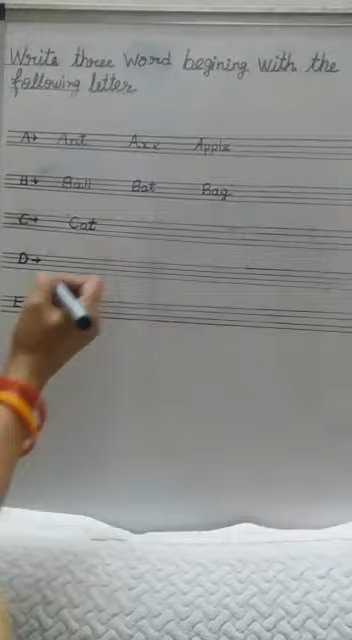 Write three word begining with the
following letter
A→ Ant Axe Apple
B→ Ball Bat Bag
C→ Cat
D→
E